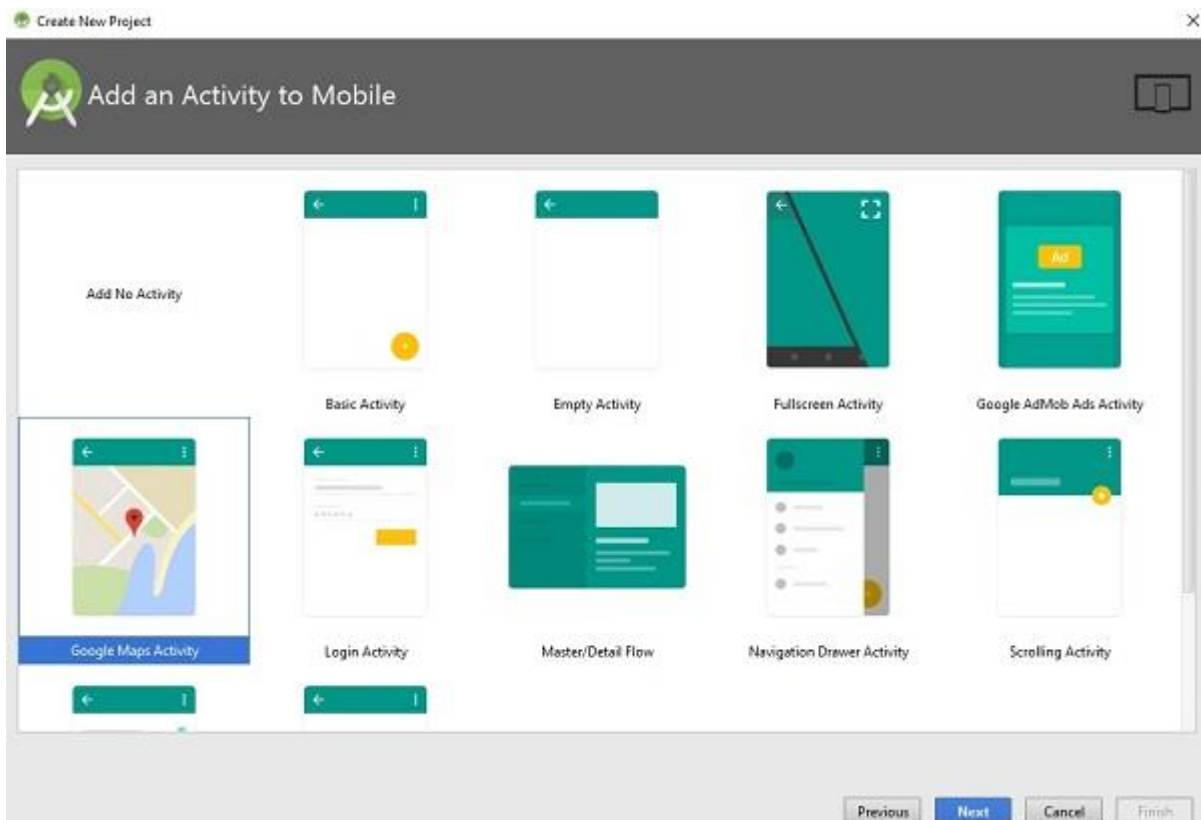 Create New Project
Add an Activity to Mobile
Add No Activity
Ad
Basic Activity
Empty Activity
Fullscreen Activity
Google AdMob Ads Activity
Google Maps Activity
Login Activity
Master/Detail Flow
Navigation Drawer Activity
Scrolling Activity
Previous
Next
Cancel
Finish